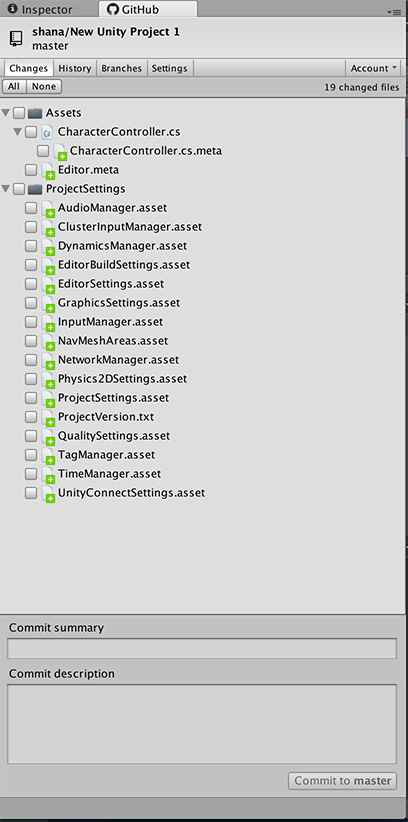 Inspector
GitHub
shana/New Unity Project 1
master
Changes
History
Branches
Settings
Account
All
None
19 changed files
Assets
CharacterController.cs
CharacterController.cs.meta
Editor.meta
ProjectSettings
AudioManager.asset
ClusterInputManager.asset
DynamicsManager.asset
EditorBuildSettings.asset
EditorSettings.asset
GraphicsSettings.asset
InputManager.asset
NavMeshAreas.asset
NetworkManager.asset
Physics2DSettings.asset
ProjectSettings.asset
ProjectVersion.txt
QualitySettings.asset
TagManager.asset
TimeManager.asset
UnityConnectSettings.asset
Commit summary
Commit description
Commit to master